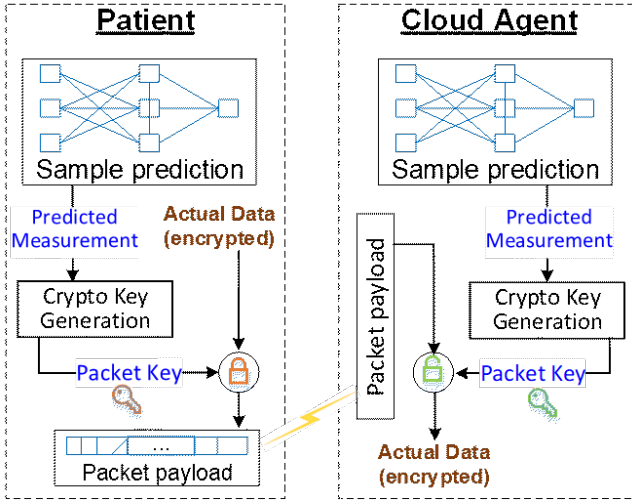 Patient
Sample prediction
Predicted
Measurement
Actual Data
(encrypted)
Crypto Key
Generation
Packet Key
...
Packet payload
Cloud Agent
Sample prediction
Predicted
Measurement
Packet payload
Crypto Key
Generation
Packet Key
Actual Data
(encrypted)